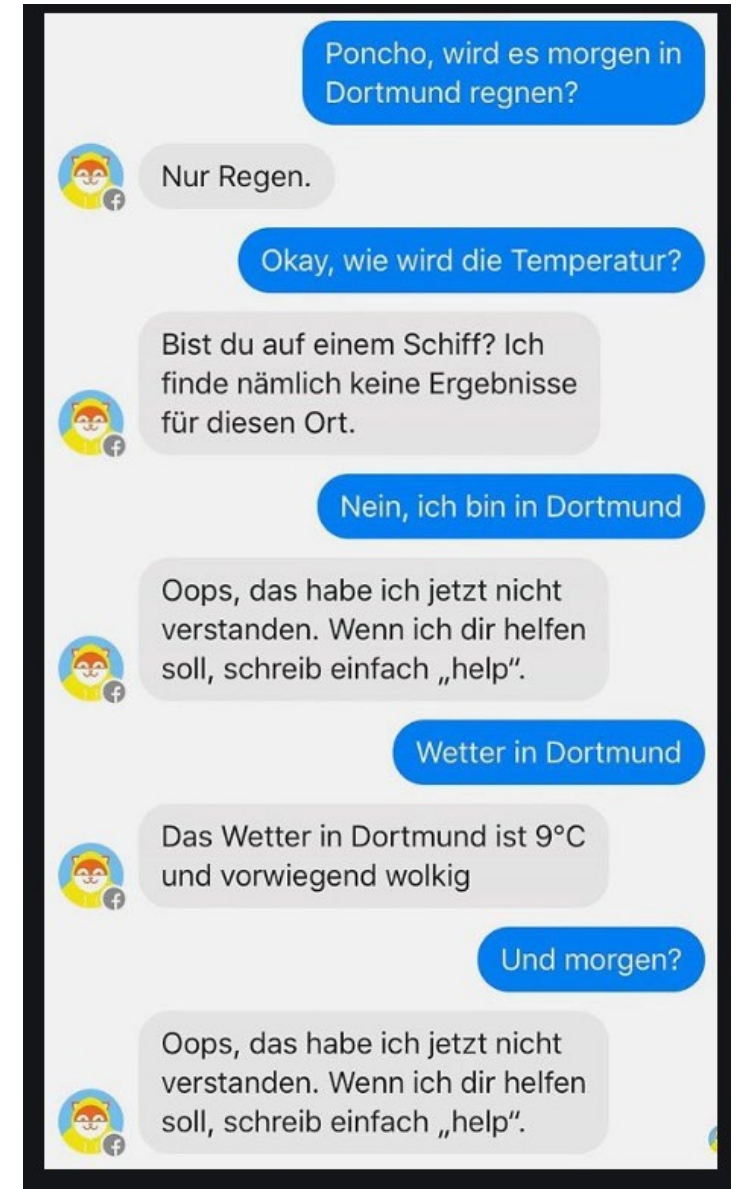 Poncho, wird es morgen in
Dortmund regnen?
Nur Regen.
Okay, wie wird die Temperatur?
Bist du auf einem Schiff? Ich
finde nämlich keine Ergebnisse
für diesen Ort.
Nein, ich bin in Dortmund
Oops, das habe ich jetzt nicht
verstanden. Wenn ich dir helfen
soll, schreib einfach „help“.
Wetter in Dortmund
Das Wetter in Dortmund ist 9°C
und vorwiegend wolkig
Und morgen?
Oops, das habe ich jetzt nicht
verstanden. Wenn ich dir helfen
soll, schreib einfach „help“.